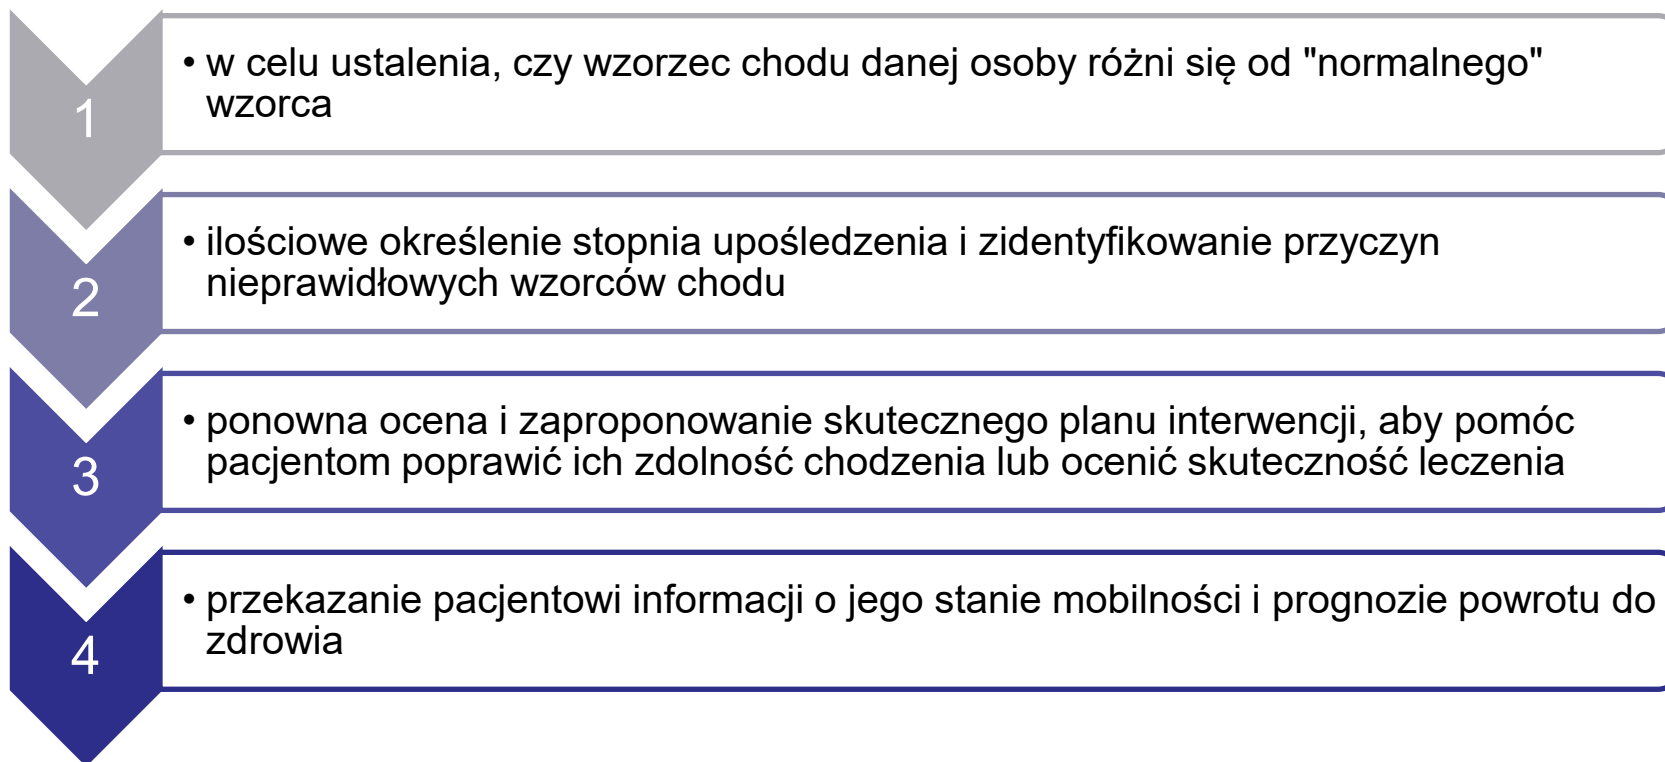 1
• w celu ustalenia, czy wzorzec chodu danej osoby różni się od "normalnego"
wzorca
2
• ilościowe określenie stopnia upośledzenia i zidentyfikowanie przyczyn
nieprawidłowych wzorców chodu
3
• ponowna ocena i zaproponowanie skutecznego planu interwencji, aby pomóc
pacjentom poprawić ich zdolność chodzenia lub ocenić skuteczność leczenia
4
• przekazanie pacjentowi informacji o jego stanie mobilności i prognozie powrotu do
zdrowia